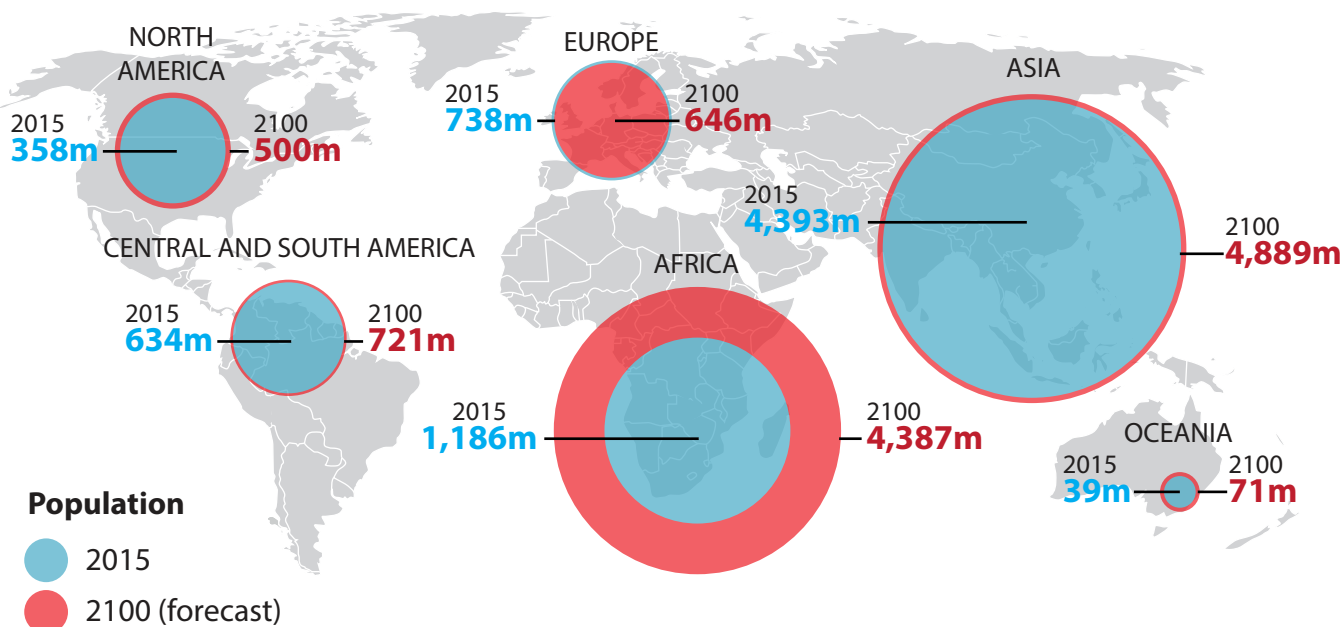 NORTH
AMERICA
2015
358m
2100
500m
EUROPE
2015
738m
2100
646m
ASIA
2015
4,393m
2100
4,889m
CENTRAL AND SOUTH AMERICA
2015
634m
2100
721m
AFRICA
2015
1,186m
2100
4,387m
OCEANIA
2015
39m
2100
71m
Population
2015
2100 (forecast)